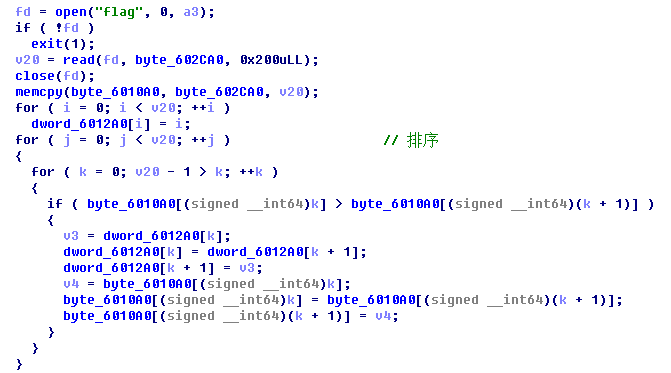 fd = open("flag", 0, a3);
if ( !fd )
  exit(1);
v20 = read(fd, byte_602CA0, 0x200uLL);
close(fd);
memcpy(byte_6010A0, byte_602CA0, v20);
for ( i = 0; i < v20; ++i )
  dword_6012A0[i] = i;
for ( j = 0; j < v20; ++j )                   // 排序
{
  for ( k = 0; v20 - 1 > k; ++k )
  {
    if ( byte_6010A0[(signed __int64)k] > byte_6010A0[(signed __int64)(k + 1)] )
    {
      v3 = dword_6012A0[k];
      dword_6012A0[k] = dword_6012A0[k + 1];
      dword_6012A0[k + 1] = v3;
      v4 = byte_6010A0[(signed __int64)k];
      byte_6010A0[(signed __int64)k] = byte_6010A0[(signed __int64)(k + 1)];
      byte_6010A0[(signed __int64)(k + 1)] = v4;
    }
  }
}